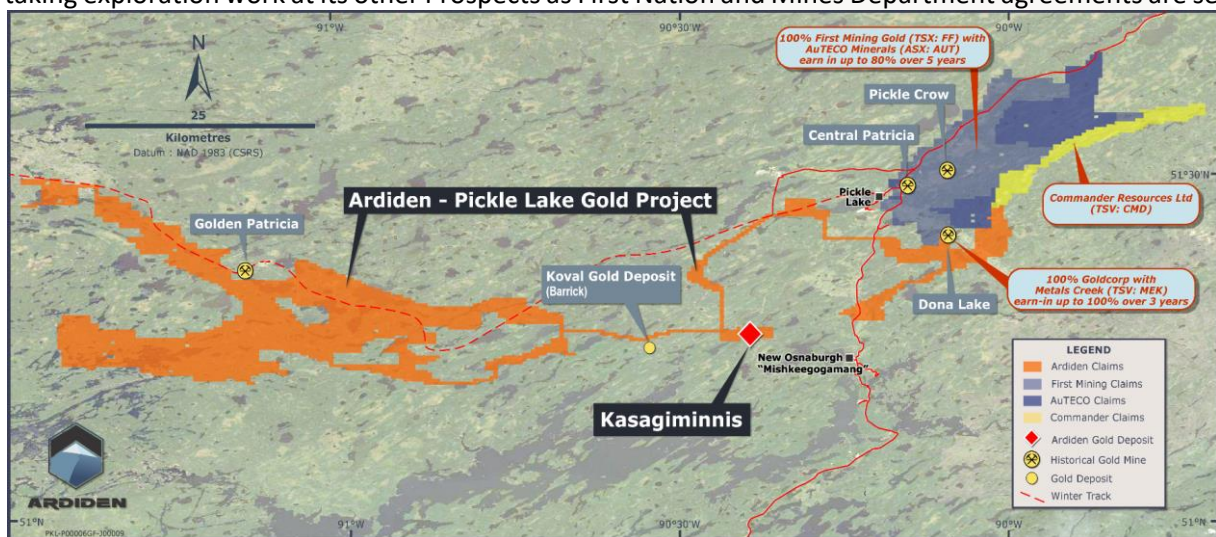 taking exploration work at its other Prospects as First Nation and Mines Department agreements are se
91°W
90°30'W
90°W
N
25
Kilometres
Datum : NAD 1983 (CSRS)
100% First Mining Gold (TSX: FF) with
AuTECO Minerals (ASX: AUT)
earn in up to 80% over 5 years
Pickle Crow
Central Patricia
51°30'N
Pickle
Lake
Ardiden - Pickle Lake Gold Project
Commander Resources Ltd
(TSV: CMD)
Golden Patricia
Koval Gold Deposit
(Barrick)
Dona Lake
100% Goldcorp with
Metals Creek (TSV: MEK)
earn-in up to 100% over 3 years
New Osnaburgh
"Mishkeegogamang"
Kasagiminnis
LEGEND
Ardiden Claims
First Mining Claims
AuTECO Claims
Commander Claims
Ardiden Gold Deposit
Historical Gold Mine
Gold Deposit
Winter Track
ARDIDEN
51°N
PKL-P00006GP-J00009
91°W
90°30'W
90°W
51°N